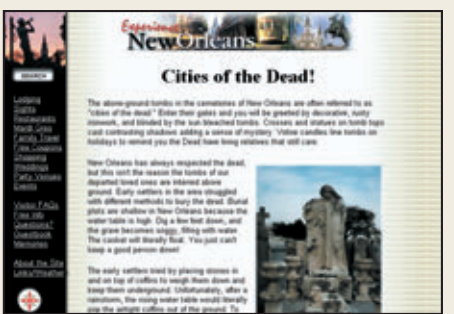 Experience
New Orleans
Cities of the Dead!
SEARCH
Lodging
Sights
Restaurants
Mardi Gras
Family Travel
Free Coupons
Shopping
Weddings
Party Venues
Events
Visitor FAQs
Free Info
Questions?
Guestbook
Memories
About the Site
Links/Weather
The above-ground tombs in the cemeteries of New Orleans are often referred to as
"cities of the dead." Enter their gates and you will be greeted by decorative, rusty
ironwork, and blinded by the sun bleached tombs. Crosses and statues on tomb tops
cast contrasting shadows adding a sense of mystery. Votive candles line tombs on
holidays to remind you the Dead have living relatives that still care.
New Orleans has always respected the dead,
but this isn't the reason the tombs of our
departed loved ones are interred above
ground. Early settlers in the area struggled
with different methods to bury the dead. Burial
plots are shallow in New Orleans because the
water table is high. Dig a few feet down, and
the grave becomes soggy, filling with water.
The casket will literally float. You just can't
keep a good person down!
The early settlers tried by placing stones in
and on top of coffins to weigh them down and
keep them underground. Unfortunately, after a
rainstorm, the rising water table would literally
pop the airtight coffins out of the ground. To